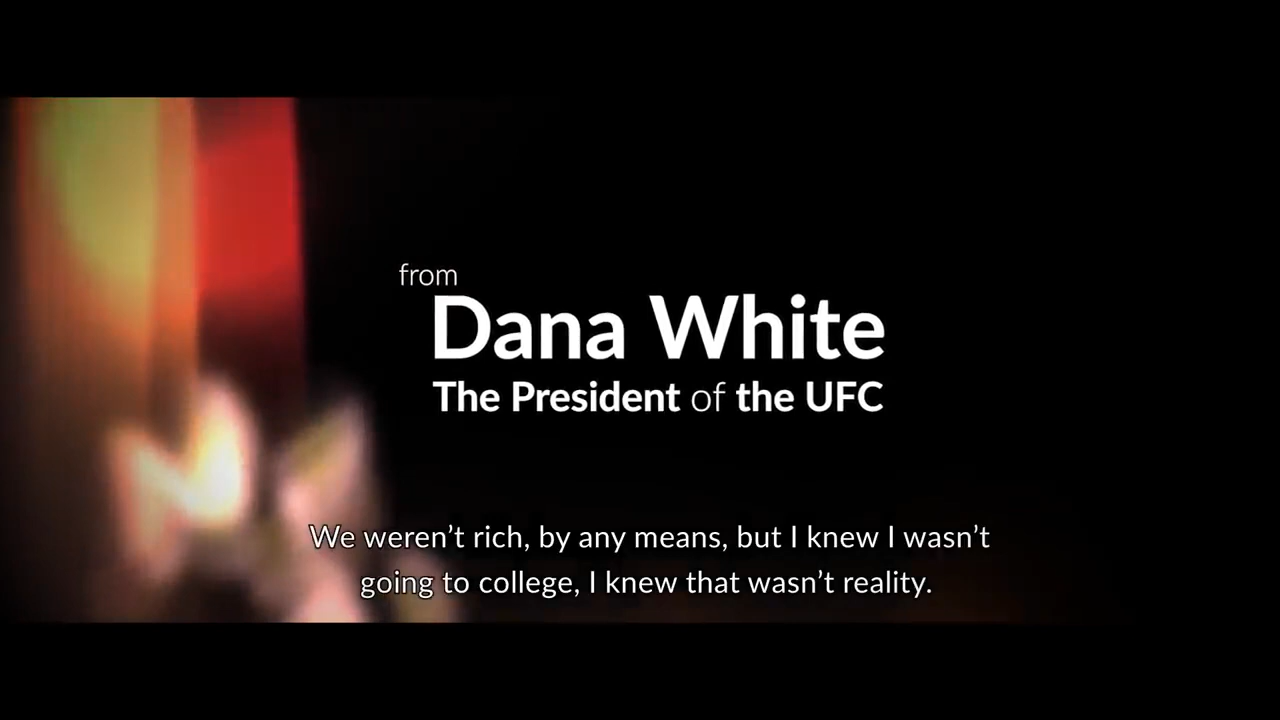 from
Dana White
The President of the UFC
We weren’t rich, by any means, but I knew I wasn’t
going to college, I knew that wasn’t reality.